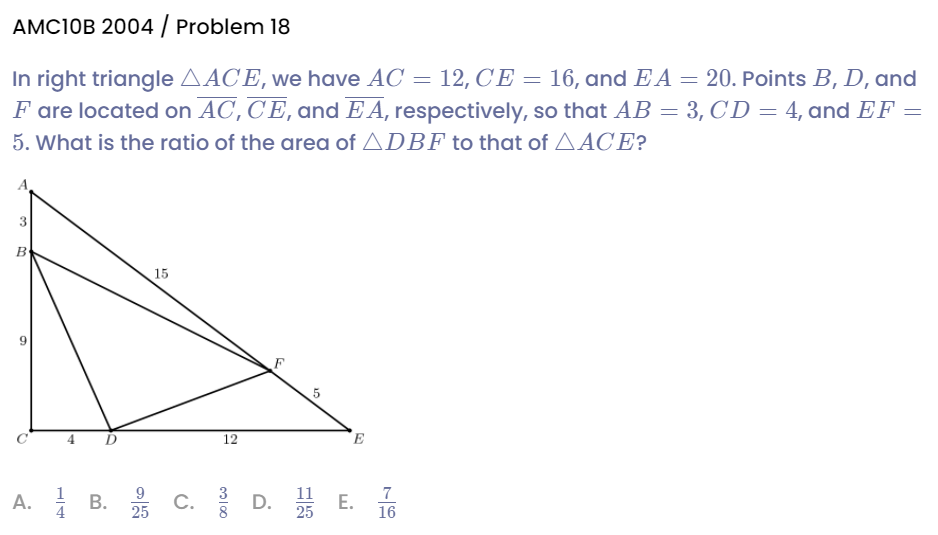 AMC10B 2004 / Problem 18
In right triangle △ACE, we have AC = 12, CE = 16, and EA = 20. Points B, D, and
F are located on \overline{AC}, \overline{CE}, and \overline{EA}, respectively, so that AB = 3, CD = 4, and EF =
5. What is the ratio of the area of △DBF to that of △ACE?
A
3
B
15
9
F
5
C 4 D 12 E
A. 1/4 B. 9/25 C. 3/8 D. 11/25 E. 7/16